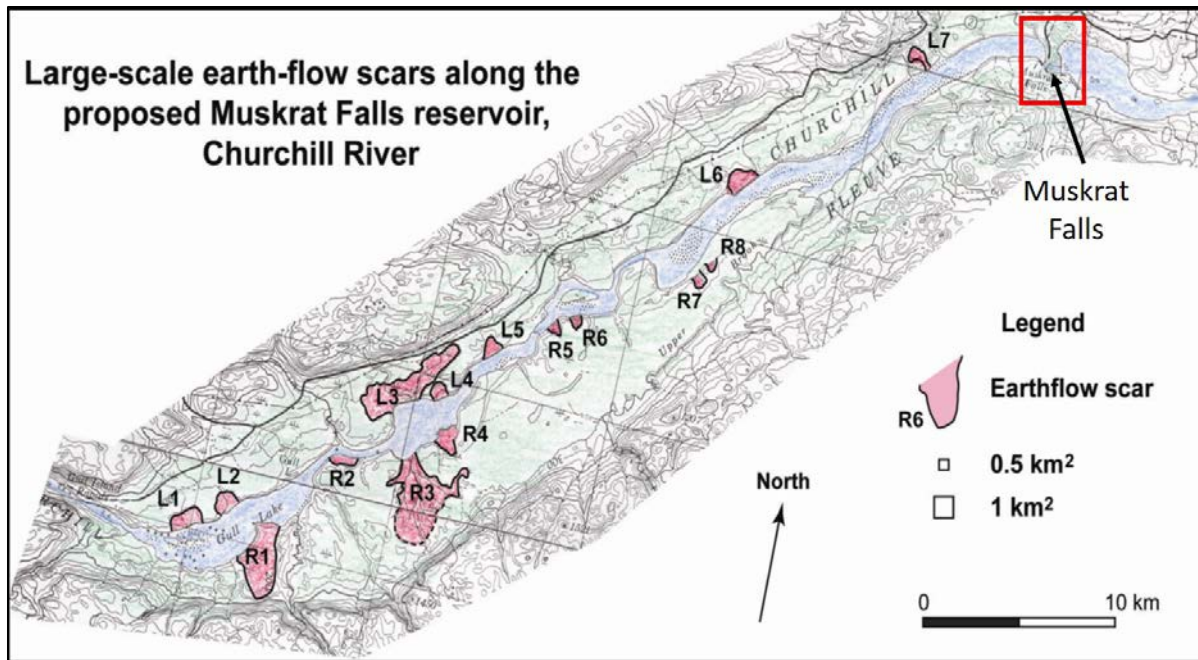 Large-scale earth-flow scars along the
proposed Muskrat Falls reservoir,
Churchill River
L7
CHURCHILL
L6
FLEUVE
Muskrat
Falls
R8
Brook
R7
Upper
L5
R5
R6
L3
L4
R4
R2
R3
L2
L1
Gull
Lake
R1
North
Legend
Earthflow scar
R6
0.5 km²
1 km²
0
10 km